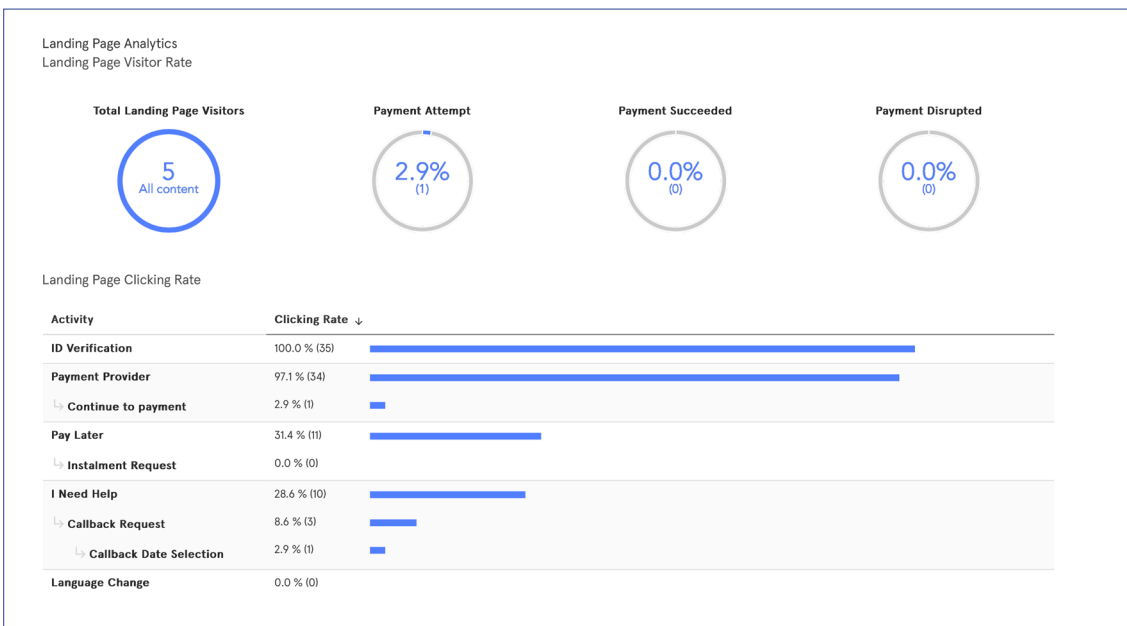 Landing Page Analytics
Landing Page Visitor Rate
Total Landing Page Visitors
5
All content
Payment Attempt
2.9%
(1)
Payment Succeeded
0.0%
(0)
Payment Disrupted
0.0%
(0)
Landing Page Clicking Rate
Activity Clicking Rate ↓
ID Verification 100.0 % (35)
Payment Provider 97.1 % (34)
Continue to payment 2.9 % (1)
Pay Later 31.4 % (11)
Instalment Request 0.0 % (0)
I Need Help 28.6 % (10)
Callback Request 8.6 % (3)
Callback Date Selection 2.9 % (1)
Language Change 0.0 % (0)